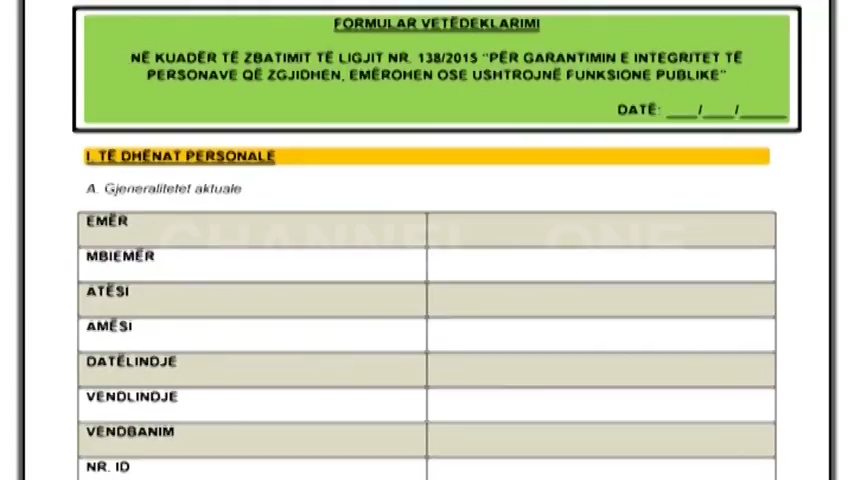 FORMULAR VETËDEKLARIMI
NË KUADËR TË ZBATIMIT TË LIGJIT NR. 138/2015 "PËR GARANTIMIN E INTEGRITET TË
PERSONAVE QË ZGJIDHEN, EMËROHEN OSE USHTROJNË FUNKSIONE PUBLIKE"
DATË: ____/____/______
I. TË DHËNAT PERSONALE
A. Gjeneralitetet aktuale
EMËR
CHANNEL ONE
MBIEMËR
ATËSI
AMËSI
DATËLINDJE
VENDLINDJE
VENDBANIM
NR. ID